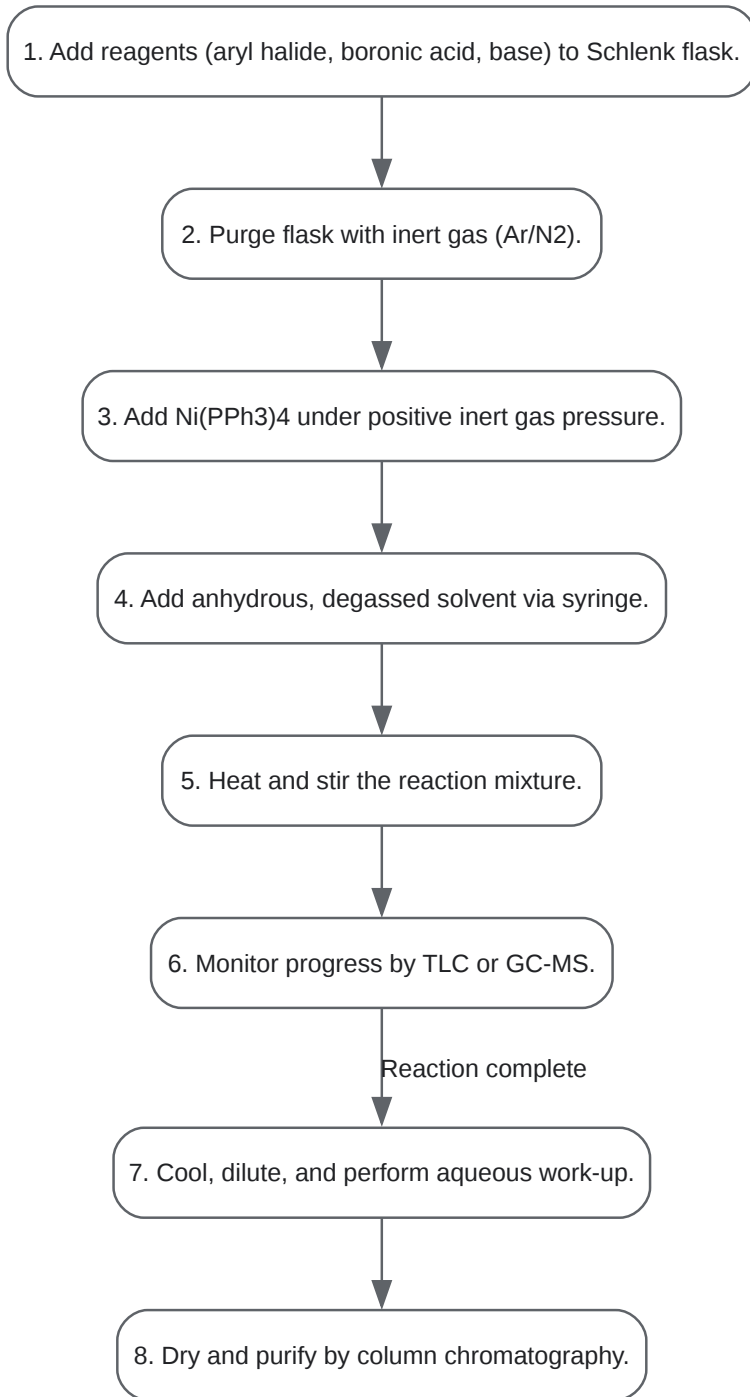 1. Add reagents (aryl halide, boronic acid, base) to Schlenk flask.
2. Purge flask with inert gas (Ar/N2).
3. Add Ni(PPh3)4 under positive inert gas pressure.
4. Add anhydrous, degassed solvent via syringe.
5. Heat and stir the reaction mixture.
6. Monitor progress by TLC or GC-MS.
Reaction complete
7. Cool, dilute, and perform aqueous work-up.
8. Dry and purify by column chromatography.